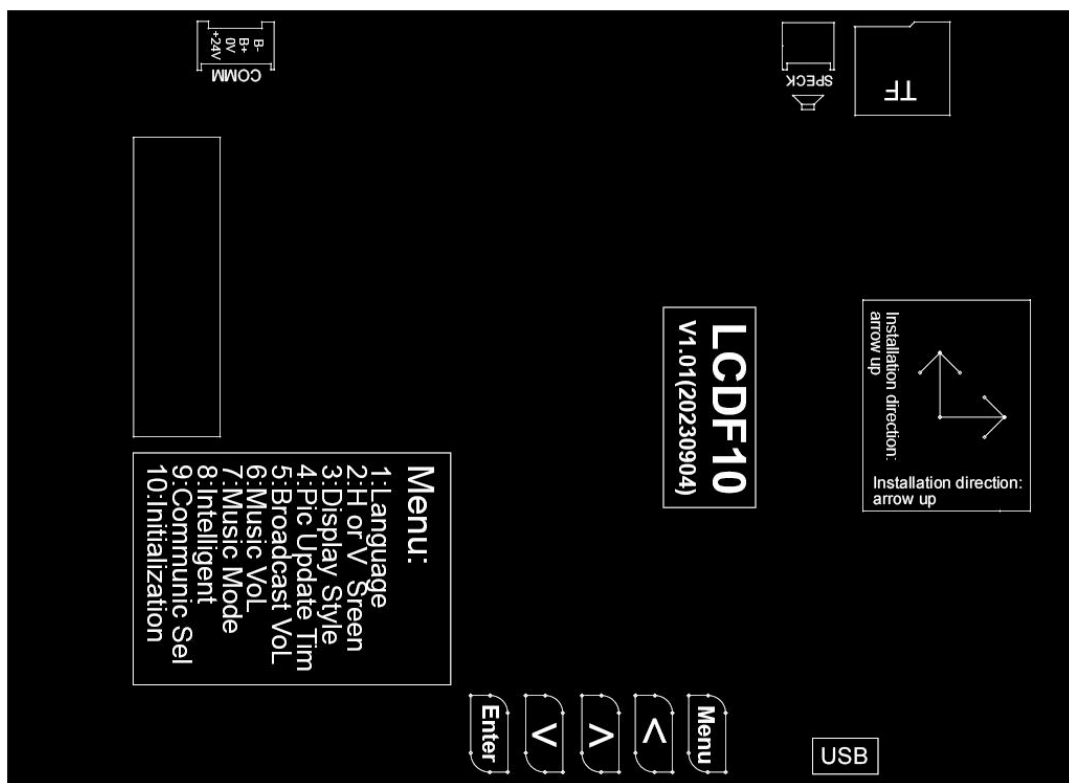 B-
B+
0V
+24V
COMM
SPECK
TF
LCDF10
V1.01(20230904)
Installation direction:
arrow up
Installation direction:
arrow up
Menu:
1:Language
2:H or V Sreen
3:Display Style
4:Pic Update Tim
5:Broadcast VoL
6:Music VoL
7:Music Mode
8:Intelligent
9:Communic Sel
10:Initialization
Enter
<
>
V
Menu
USB